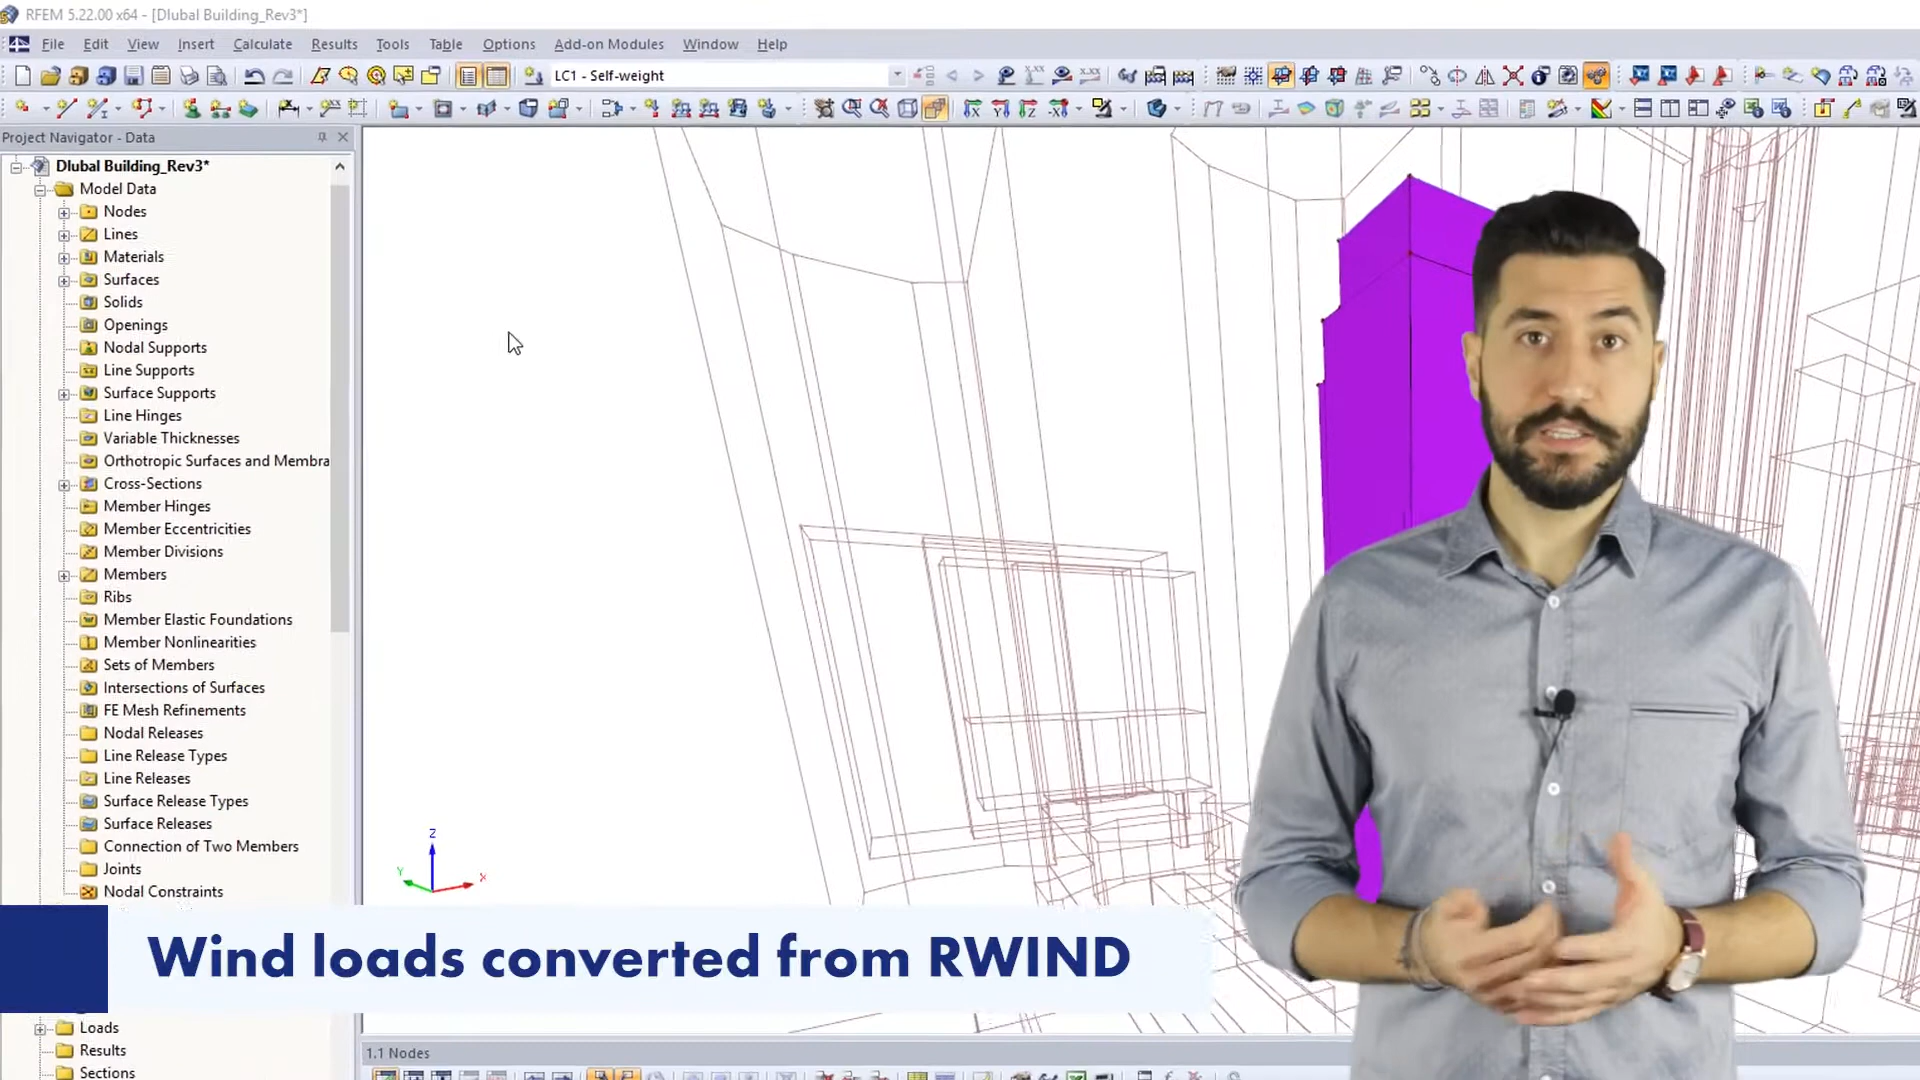 RFEM 5.22.00 x64 - [Dlubal Building_Rev3*]
File Edit View Insert Calculate Results Tools Table Options Add-on Modules Window Help
LC1 - Self-weight
Project Navigator - Data
Dlubal Building_Rev3*
Model Data
Nodes
Lines
Materials
Surfaces
Solids
Openings
Nodal Supports
Line Supports
Surface Supports
Line Hinges
Variable Thicknesses
Orthotropic Surfaces and Membra
Cross-Sections
Member Hinges
Member Eccentricities
Member Divisions
Members
Ribs
Member Elastic Foundations
Member Nonlinearities
Sets of Members
Intersections of Surfaces
FE Mesh Refinements
Nodal Releases
Line Release Types
Line Releases
Surface Release Types
Surface Releases
Connection of Two Members
Joints
Nodal Constraints
Z
Y
X
Wind loads converted from RWIND
Loads
Results
Sections
1.1 Nodes